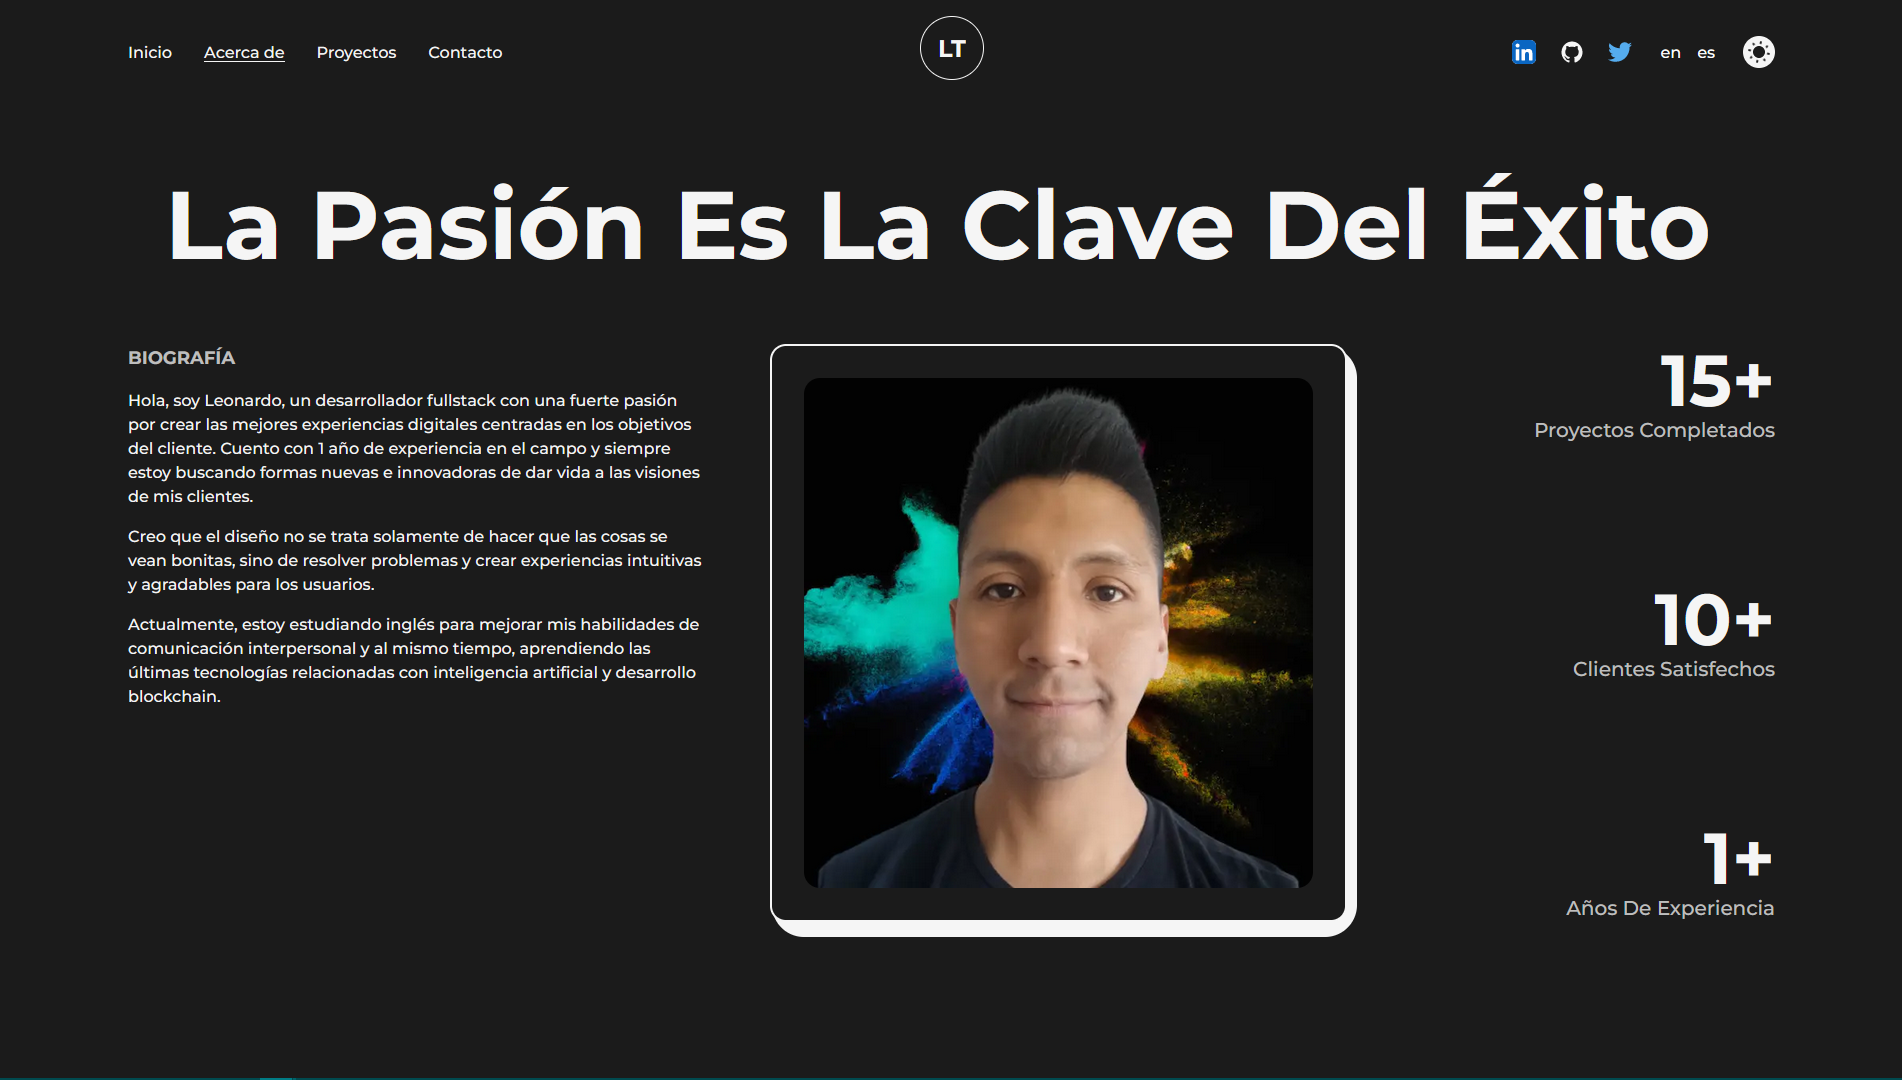 Inicio Acerca de Proyectos Contacto
LT
in
en es
La Pasión Es La Clave Del Éxito
BIOGRAFÍA
Hola, soy Leonardo, un desarrollador fullstack con una fuerte pasión
por crear las mejores experiencias digitales centradas en los objetivos
del cliente. Cuento con 1 año de experiencia en el campo y siempre
estoy buscando formas nuevas e innovadoras de dar vida a las visiones
de mis clientes.
Creo que el diseño no se trata solamente de hacer que las cosas se
vean bonitas, sino de resolver problemas y crear experiencias intuitivas
y agradables para los usuarios.
Actualmente, estoy estudiando inglés para mejorar mis habilidades de
comunicación interpersonal y al mismo tiempo, aprendiendo las
últimas tecnologías relacionadas con inteligencia artificial y desarrollo
blockchain.
15+
Proyectos Completados
10+
Clientes Satisfechos
1+
Años De Experiencia